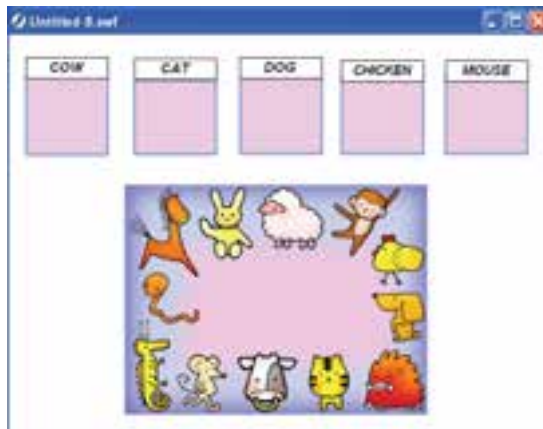 Untitled-8.swf
COW
CAT
DOG
CHICKEN
MOUSE